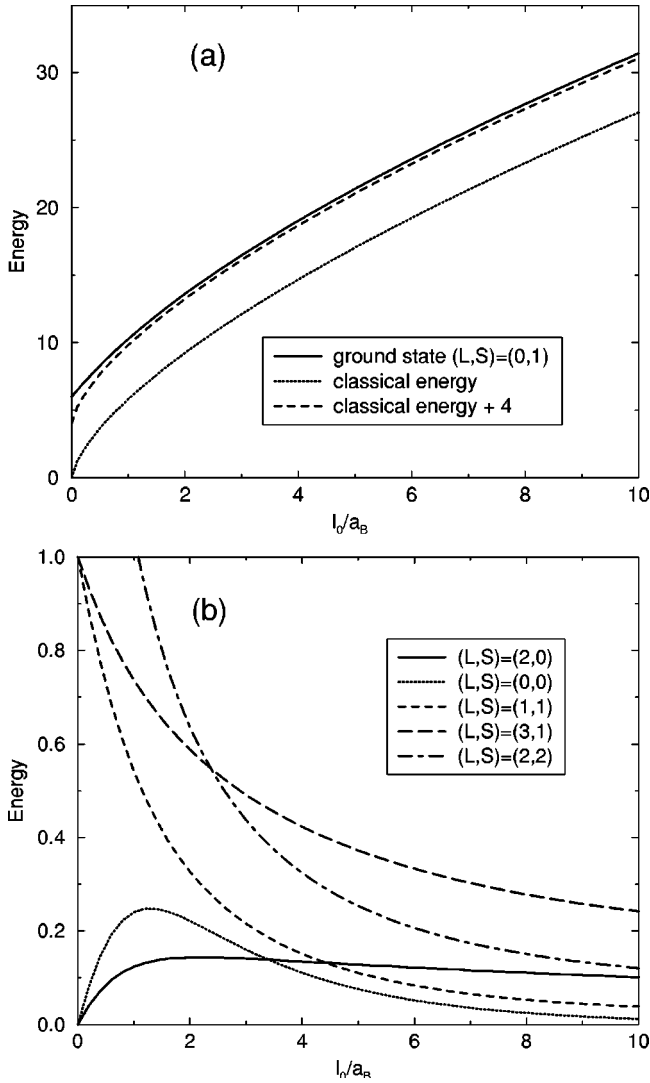 (a)
30
20
10
0
Energy
ground state (L,S)=(0,1)
classical energy
classical energy + 4
0 2 4 6 8 10
l₀/a_B
(b)
1.0
0.8
0.6
0.4
0.2
0.0
Energy
(L,S)=(2,0)
(L,S)=(0,0)
(L,S)=(1,1)
(L,S)=(3,1)
(L,S)=(2,2)
0 2 4 6 8 10
l₀/a_B